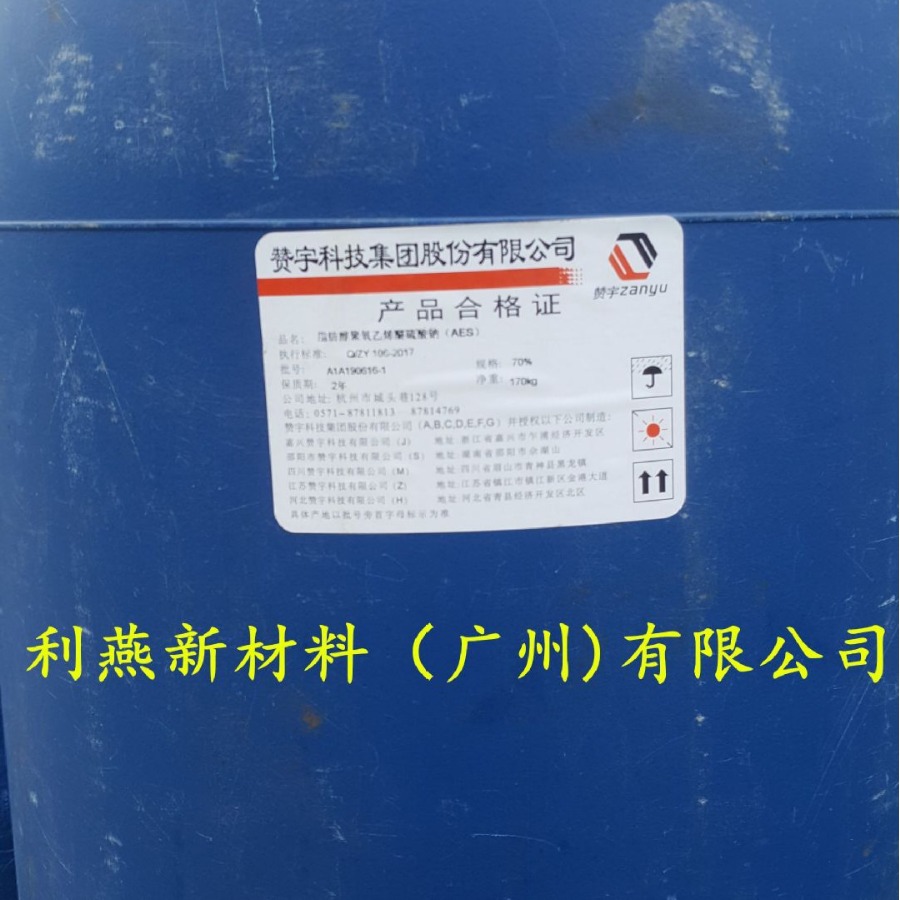 赞宇科技集团股份有限公司
赞宇zanyu
产品合格证
品名: 脂肪醇聚氧乙烯醚硫酸钠(AES)
执行标准: Q/ZY 106-2017
批号: A1A190616-1 规格: 70%
保质期: 2年 净重: 170kg
公司地址: 杭州市城头巷128号
电话: 0571-87811813 87814769
赞宇科技集团股份有限公司 (A,B,C,D,E,F,G) 并授权以下公司制造:
嘉兴赞宇科技有限公司 (J) 地址: 浙江省嘉兴市乍浦经济开发区
邵阳市赞宇科技有限公司 (S) 地址: 湖南省邵阳市佘湖山
四川赞宇科技有限公司 (M) 地址: 四川省眉山市青神县黑龙镇
江苏赞宇科技有限公司 (Z) 地址: 江苏省镇江市镇江新区金港大道
河北赞宇科技有限公司 (H) 地址: 河北省青县经济开发区北区
具体产地以批号旁首字母标示为准
利燕新材料（广州)有限公司